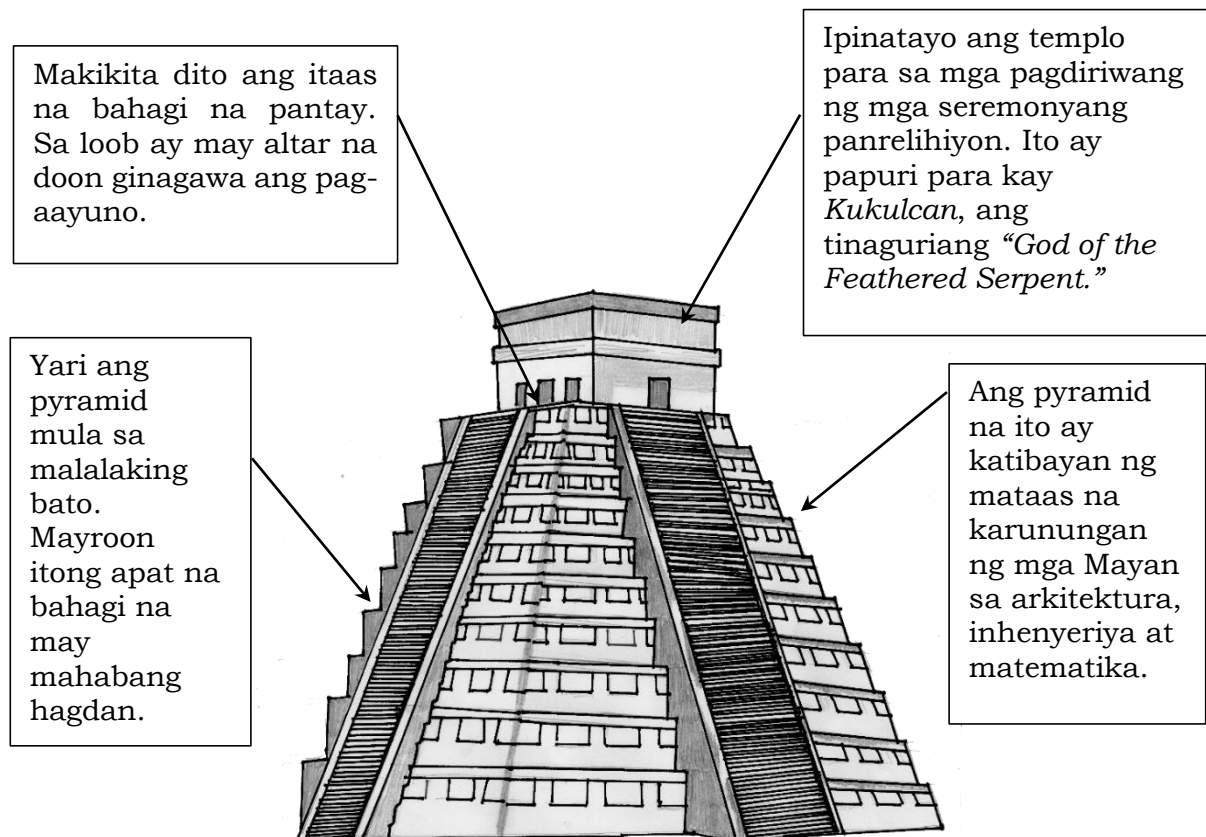 Makikita dito ang itaas
na bahagi na pantay.
Sa loob ay may altar na
doon ginagawa ang pag-
aayuno.
Ipinatayo ang templo
para sa mga pagdiriwang
ng mga seremonyang
panrelihiyon. Ito ay
papuri para kay
Kukulcan, ang
tinaguriang “God of the
Feathered Serpent.”
Yari ang
pyramid
mula sa
malalaking
bato.
Mayroon
itong apat na
bahagi na
may
mahabang
hagdan.
Ang pyramid
na ito ay
katibayan ng
mataas na
karunungan
ng mga Mayan
sa arkitektura,
inhenyeriya at
matematika.